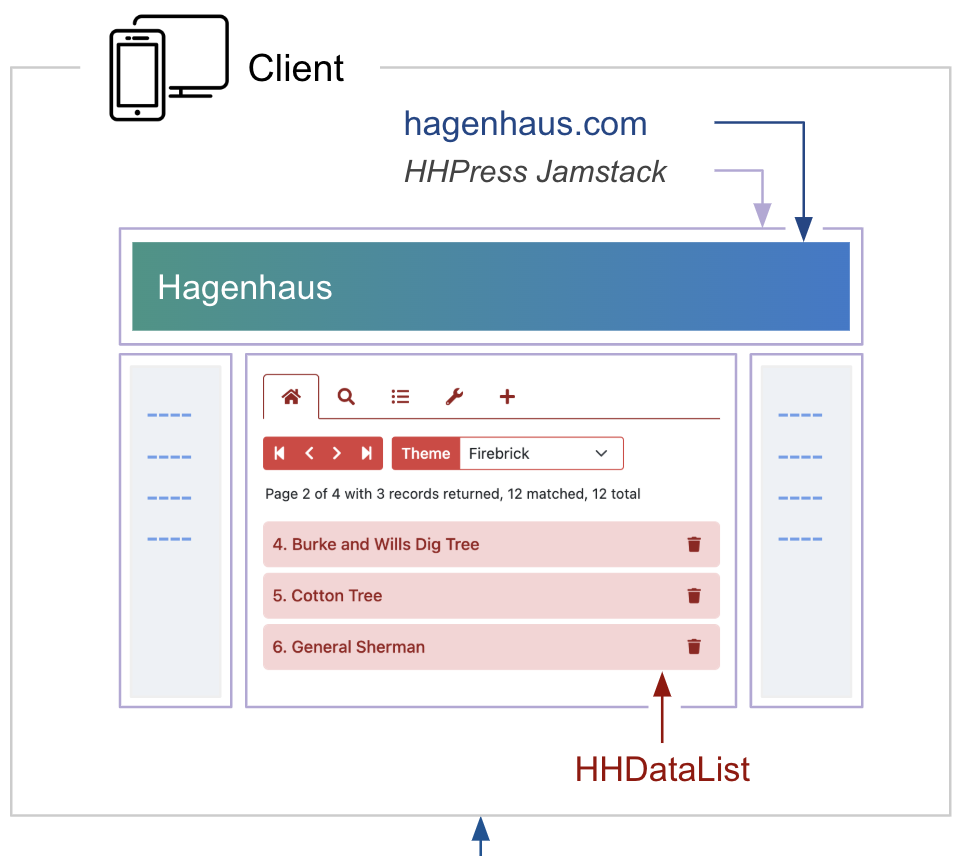 Client
hagenhaus.com
HHPress Jamstack
Hagenhaus
Theme Firebrick
Page 2 of 4 with 3 records returned, 12 matched, 12 total
4. Burke and Wills Dig Tree
5. Cotton Tree
6. General Sherman
HHDataList